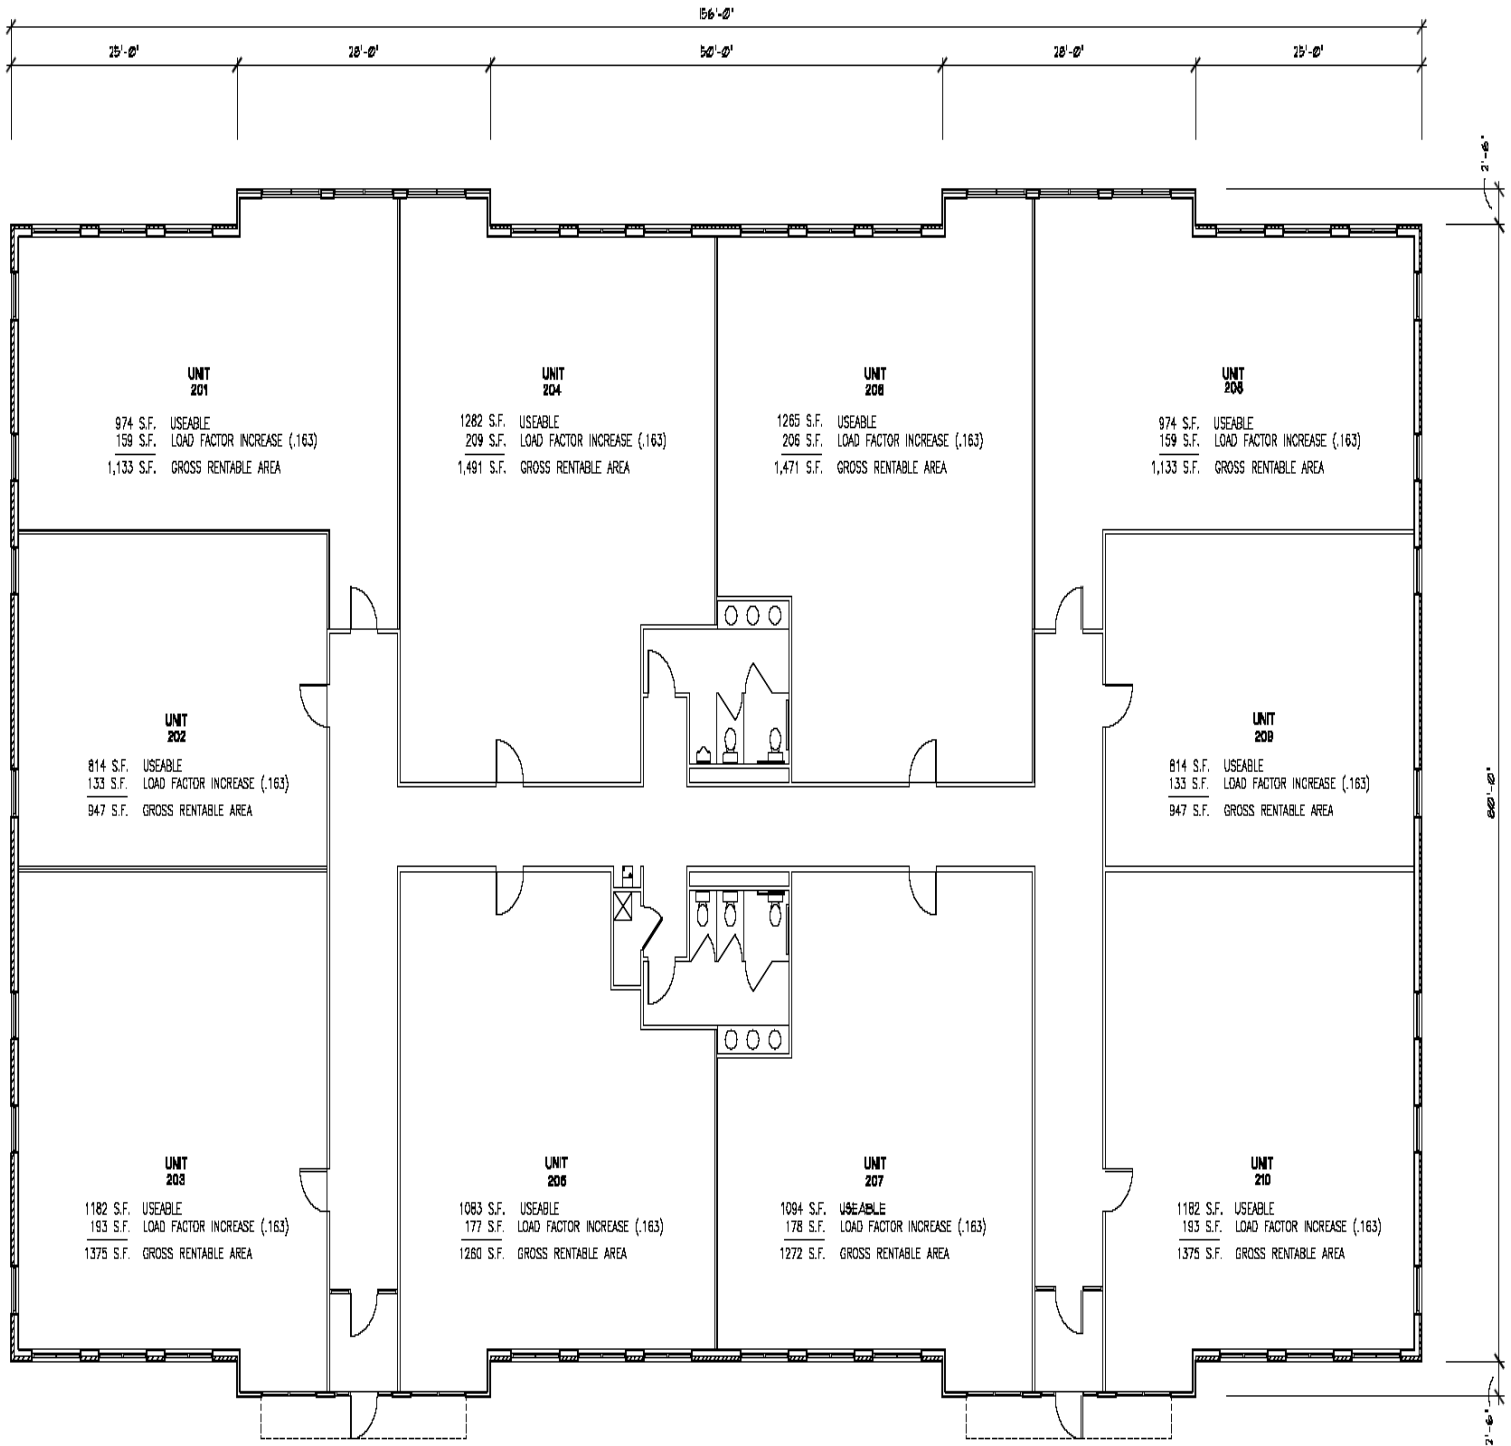 156'-0"
25'-0"
28'-0"
50'-0"
28'-0"
25'-0"
2'-6"
UNIT
201
974 S.F. USEABLE
159 S.F. LOAD FACTOR INCREASE (.163)
1,133 S.F. GROSS RENTABLE AREA
UNIT
204
1282 S.F. USEABLE
209 S.F. LOAD FACTOR INCREASE (.163)
1,491 S.F. GROSS RENTABLE AREA
UNIT
206
1265 S.F. USEABLE
206 S.F. LOAD FACTOR INCREASE (.163)
1,471 S.F. GROSS RENTABLE AREA
UNIT
208
974 S.F. USEABLE
159 S.F. LOAD FACTOR INCREASE (.163)
1,133 S.F. GROSS RENTABLE AREA
UNIT
202
814 S.F. USEABLE
133 S.F. LOAD FACTOR INCREASE (.163)
947 S.F. GROSS RENTABLE AREA
UNIT
209
814 S.F. USEABLE
133 S.F. LOAD FACTOR INCREASE (.163)
947 S.F. GROSS RENTABLE AREA
80'-0"
UNIT
203
1182 S.F. USEABLE
193 S.F. LOAD FACTOR INCREASE (.163)
1375 S.F. GROSS RENTABLE AREA
UNIT
205
1083 S.F. USEABLE
177 S.F. LOAD FACTOR INCREASE (.163)
1260 S.F. GROSS RENTABLE AREA
UNIT
207
1094 S.F. USEABLE
178 S.F. LOAD FACTOR INCREASE (.163)
1272 S.F. GROSS RENTABLE AREA
UNIT
210
1182 S.F. USEABLE
193 S.F. LOAD FACTOR INCREASE (.163)
1375 S.F. GROSS RENTABLE AREA
2'-6"